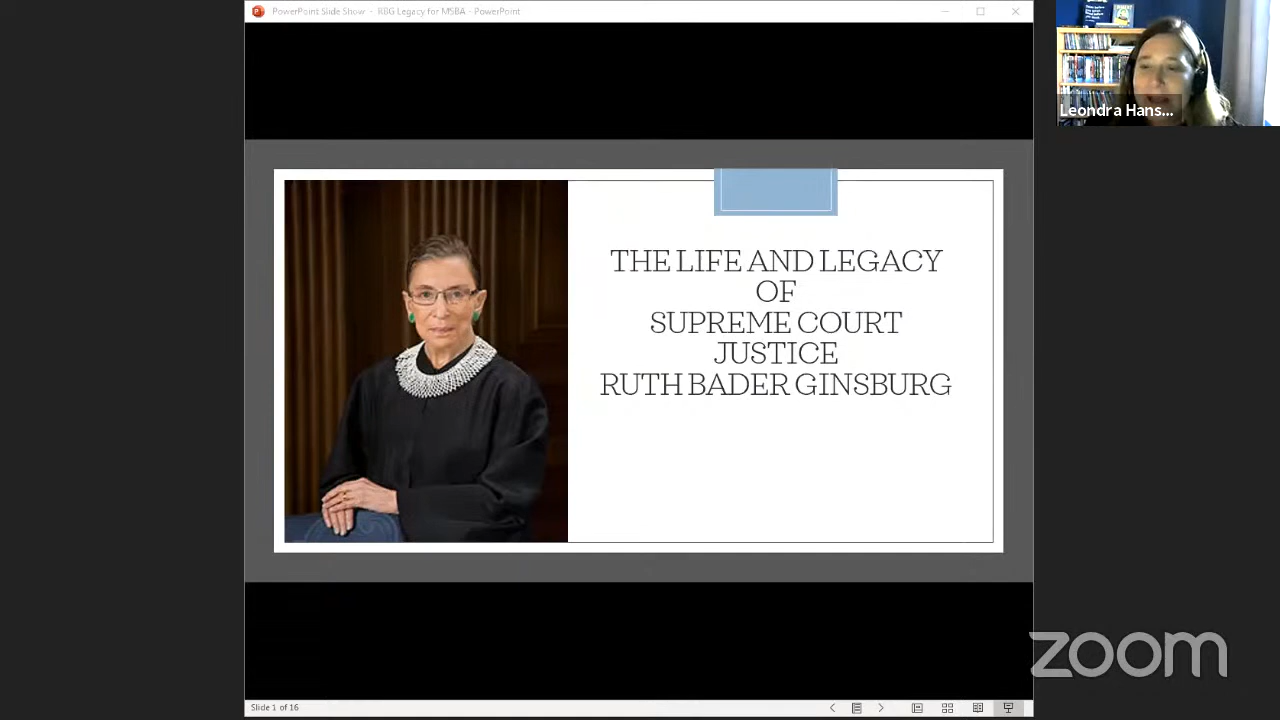 PowerPoint Slide Show - RBG Legacy for MSBA - PowerPoint
Leondra Hans...
THE LIFE AND LEGACY
OF
SUPREME COURT
JUSTICE
RUTH BADER GINSBURG
zoom
Slide 1 of 16